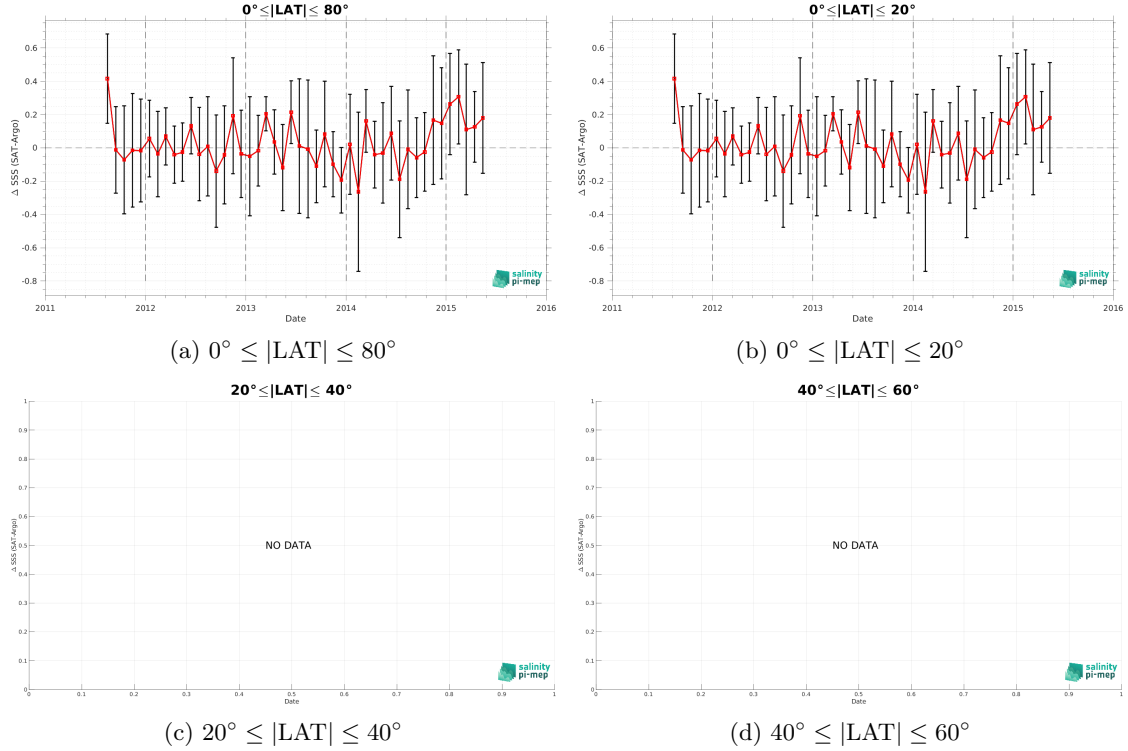 0°≤|LAT|≤ 80°
Δ SSS (SAT-Argo)
0.6
0.4
0.2
0
-0.2
-0.4
-0.6
-0.8
2011 2012 2013 2014 2015 2016
Date
salinity
pi-mep
(a) 0° ≤ |LAT| ≤ 80°
0°≤|LAT|≤ 20°
Δ SSS (SAT-Argo)
0.6
0.4
0.2
0
-0.2
-0.4
-0.6
-0.8
2011 2012 2013 2014 2015 2016
Date
salinity
pi-mep
(b) 0° ≤ |LAT| ≤ 20°
20°≤|LAT|≤ 40°
Δ SSS (SAT-Argo)
1
0.9
0.8
0.7
0.6
0.5
0.4
0.3
0.2
0.1
0
NO DATA
0 0.1 0.2 0.3 0.4 0.5 0.6 0.7 0.8 0.9 1
Date
salinity
pi-mep
(c) 20° ≤ |LAT| ≤ 40°
40°≤|LAT|≤ 60°
Δ SSS (SAT-Argo)
1
0.9
0.8
0.7
0.6
0.5
0.4
0.3
0.2
0.1
0
NO DATA
0 0.1 0.2 0.3 0.4 0.5 0.6 0.7 0.8 0.9 1
Date
salinity
pi-mep
(d) 40° ≤ |LAT| ≤ 60°